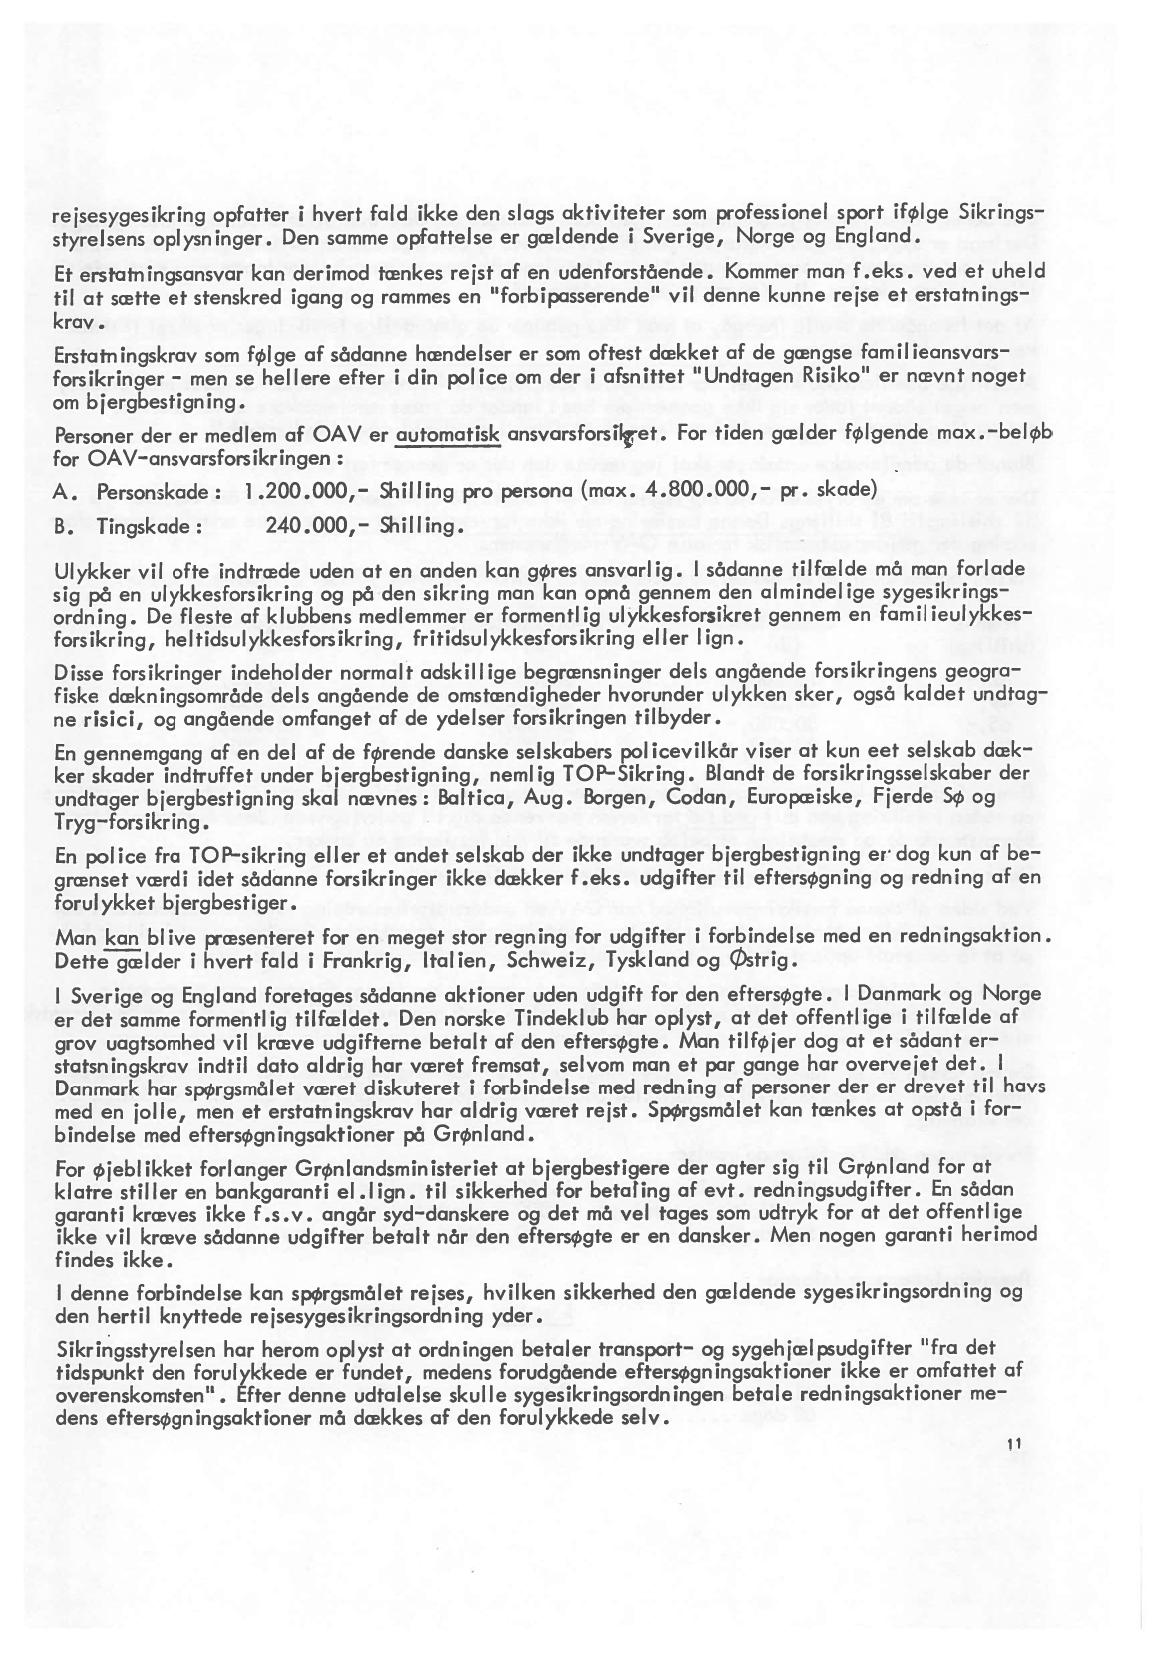 rejsesygesikring opfatter i hvert fald ikke den slags aktiviteter som professionel sport ifølge Sikrings-
styrelsens oplysninger. Den samme opfattelse er gældende i Sverige, Norge og England.
Et erstatningsansvar kan derimod tænkes rejst af en udenforstående. Kommer man f.eks. ved et uheld
til at sætte et stenskred igang og rammes en "forbipasserende" vil denne kunne rejse et erstatnings-
krav.
Erstatningskrav som følge af sådanne hændelser er som oftest dækket af de gængse familieansvars-
forsikringer - men se hellere efter i din police om der i afsnittet "Undtagen Risiko" er nævnt noget
om bjergbestigning.
Personer der er medlem af OAV er automatisk ansvarsforsikret. For tiden gælder følgende max.-beløb
for OAV-ansvarsforsikringen :
A. Personskade : 1.200.000,- Shilling pro persona (max. 4.800.000,- pr. skade)
B. Tingskade : 240.000,- Shilling.
Ulykker vil ofte indtræde uden at en anden kan gøres ansvarlig. I sådanne tilfælde må man forlade
sig på en ulykkesforsikring og på den sikring man kan opnå gennem den almindelige sygesikrings-
ordning. De fleste af klubbens medlemmer er formentlig ulykkesforsikret gennem en familieulykkes-
forsikring, heltidsulykkesforsikring, fritidsulykkesforsikring eller lign.
Disse forsikringer indeholder normalt adskillige begrænsninger dels angående forsikringens geogra-
fiske dækningsområde dels angående de omstændigheder hvorunder ulykken sker, også kaldet undtag-
ne risici, og angående omfanget af de ydelser forsikringen tilbyder.
En gennemgang af en del af de førende danske selskabers policevilkår viser at kun eet selskab dæk-
ker skader indtruffet under bjergbestigning, nemlig TOP-Sikring. Blandt de forsikringsselskaber der
undtager bjergbestigning skal nævnes : Baltica, Aug. Borgen, Codan, Europæiske, Fjerde Sø og
Tryg-forsikring.
En police fra TOP-sikring eller et andet selskab der ikke undtager bjergbestigning er dog kun af be-
grænset værdi idet sådanne forsikringer ikke dækker f.eks. udgifter til eftersøgning og redning af en
forulykket bjergbestiger.
Man kan blive præsenteret for en meget stor regning for udgifter i forbindelse med en redningsaktion.
Dette gælder i hvert fald i Frankrig, Italien, Schweiz, Tyskland og Østrig.
I Sverige og England foretages sådanne aktioner uden udgift for den eftersøgte. I Danmark og Norge
er det samme formentlig tilfældet. Den norske Tindeklub har oplyst, at det offentlige i tilfælde af
grov uagtsomhed vil kræve udgifterne betalt af den eftersøgte. Man tilføjer dog at et sådant er-
statsningskrav indtil dato aldrig har været fremsat, selvom man et par gange har overvejet det. I
Danmark har spørgsmålet været diskuteret i forbindelse med redning af personer der er drevet til havs
med en jolle, men et erstatningskrav har aldrig været rejst. Spørgsmålet kan tænkes at opstå i for-
bindelse med eftersøgningsaktioner på Grønland.
For øjeblikket forlanger Grønlandsministeriet at bjergbestigere der agter sig til Grønland for at
klatre stiller en bankgaranti el.lign. til sikkerhed for betaling af evt. redningsudgifter. En sådan
garanti kræves ikke f.s.v. angår syd-danskere og det må vel tages som udtryk for at det offentlige
ikke vil kræve sådanne udgifter betalt når den eftersøgte er en dansker. Men nogen garanti herimod
findes ikke.
I denne forbindelse kan spørgsmålet rejses, hvilken sikkerhed den gældende sygesikringsordning og
den hertil knyttede rejsesygesikringsordning yder.
Sikringsstyrelsen har herom oplyst at ordningen betaler transport- og sygehjælpsudgifter "fra det
tidspunkt den forulykkede er fundet, medens forudgående eftersøgningsaktioner ikke er omfattet af
overenskomsten". Efter denne udtalelse skulle sygesikringsordningen betale redningsaktioner me-
dens eftersøgningsaktioner må dækkes af den forulykkede selv.
11